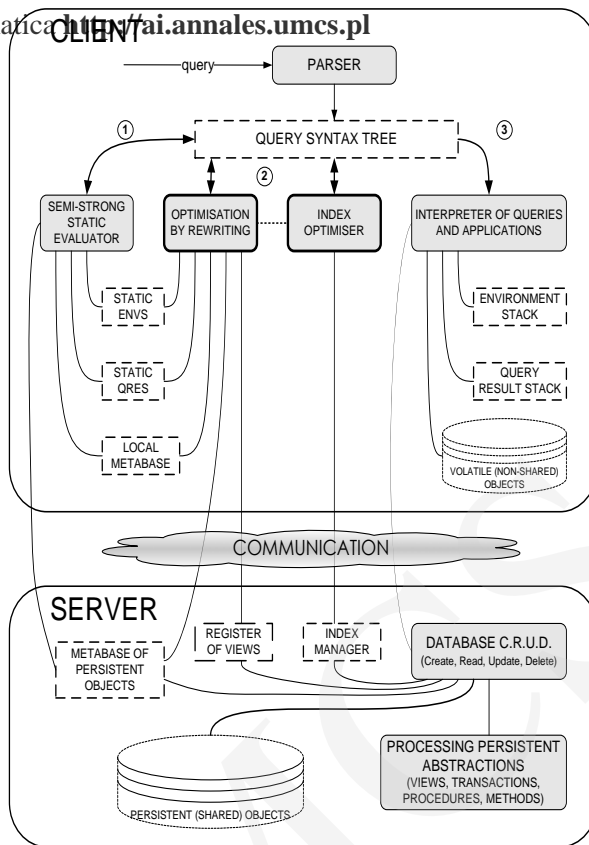 atica http://ai.annales.umcs.pl
CLIENT
query
PARSER
1
QUERY SYNTAX TREE
3
2
SEMI-STRONG
STATIC
EVALUATOR
OPTIMISATION
BY REWRITING
INDEX
OPTIMISER
INTERPRETER OF QUERIES
AND APPLICATIONS
STATIC
ENVS
ENVIRONMENT
STACK
STATIC
QRES
QUERY
RESULT STACK
LOCAL
METABASE
VOLATILE (NON-SHARED)
OBJECTS
COMMUNICATION
SERVER
METABASE OF
PERSISTENT
OBJECTS
REGISTER
OF VIEWS
INDEX
MANAGER
DATABASE C.R.U.D.
(Create, Read, Update, Delete)
PROCESSING PERSISTENT
ABSTRACTIONS
(VIEWS, TRANSACTIONS,
PROCEDURES, METHODS)
PERSISTENT (SHARED) OBJECTS